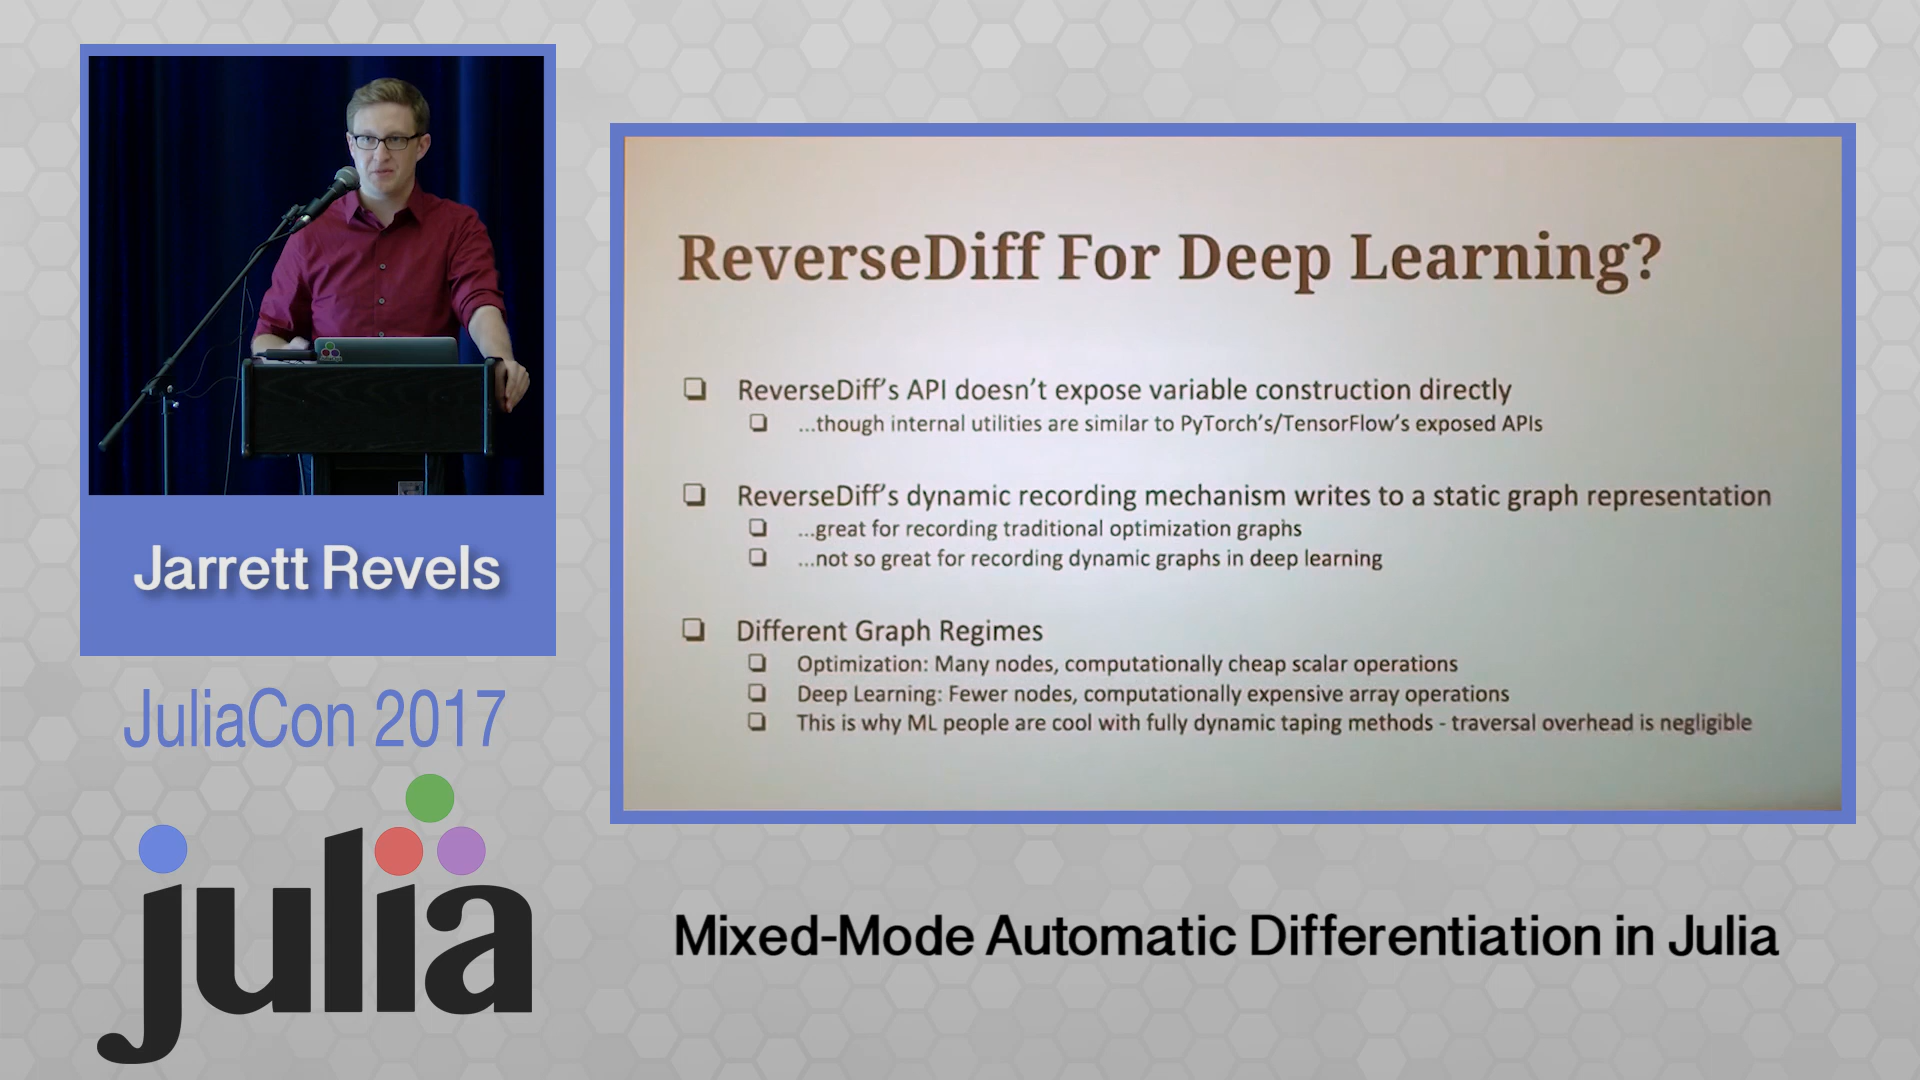 Jarrett Revels
JuliaCon 2017
julia
ReverseDiff For Deep Learning?
ReverseDiff's API doesn't expose variable construction directly
...though internal utilities are similar to PyTorch's/TensorFlow's exposed APIs
ReverseDiff's dynamic recording mechanism writes to a static graph representation
...great for recording traditional optimization graphs
...not so great for recording dynamic graphs in deep learning
Different Graph Regimes
Optimization: Many nodes, computationally cheap scalar operations
Deep Learning: Fewer nodes, computationally expensive array operations
This is why ML people are cool with fully dynamic taping methods - traversal overhead is negligible
Mixed-Mode Automatic Differentiation in Julia